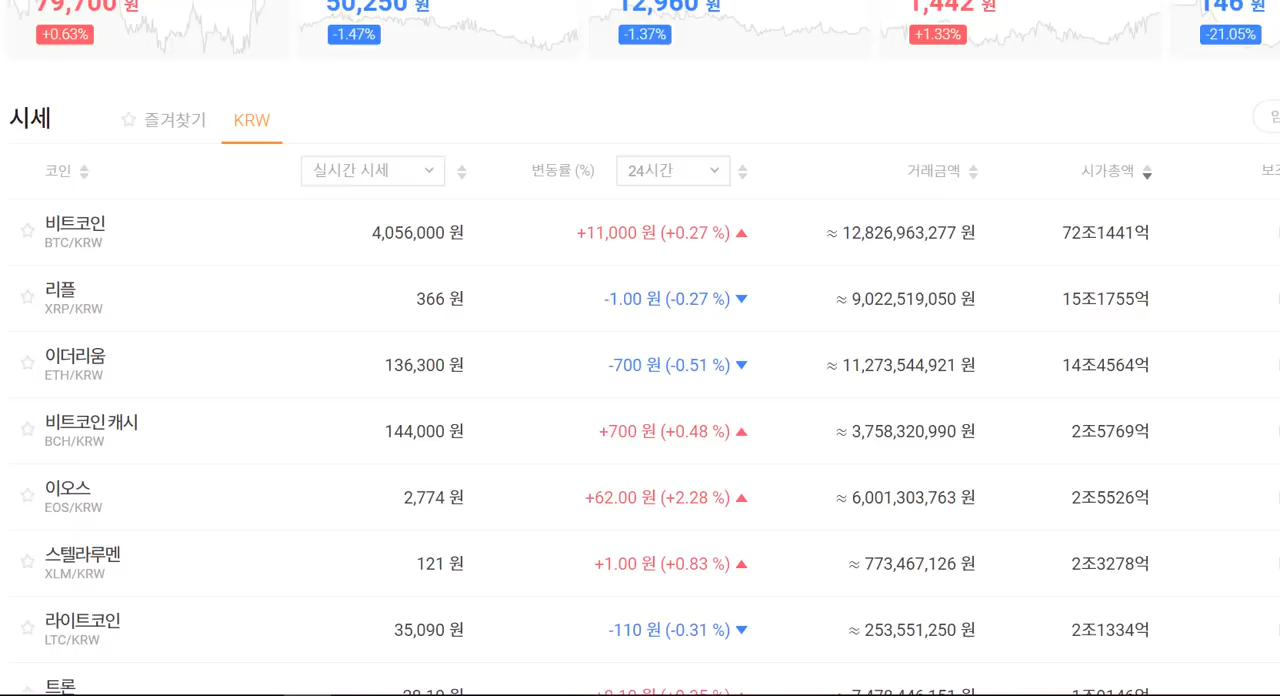 79,700 원
50,250 원
12,960 원
1,442 원
146 원
+0.63%
-1.47%
-1.37%
+1.33%
-21.05%
시세 즐겨찾기 KRW
코인 실시간 시세 변동률 (%) 24시간 거래금액 시가총액
비트코인
BTC/KRW
4,056,000 원 +11,000 원 (+0.27 %) ▲ ≈ 12,826,963,277 원 72조1441억
리플
XRP/KRW
366 원 -1.00 원 (-0.27 %) ▼ ≈ 9,022,519,050 원 15조1755억
이더리움
ETH/KRW
136,300 원 -700 원 (-0.51 %) ▼ ≈ 11,273,544,921 원 14조4564억
비트코인 캐시
BCH/KRW
144,000 원 +700 원 (+0.48 %) ▲ ≈ 3,758,320,990 원 2조5769억
이오스
EOS/KRW
2,774 원 +62.00 원 (+2.28 %) ▲ ≈ 6,001,303,763 원 2조5526억
스텔라루멘
XLM/KRW
121 원 +1.00 원 (+0.83 %) ▲ ≈ 773,467,126 원 2조3278억
라이트코인
LTC/KRW
35,090 원 -110 원 (-0.31 %) ▼ ≈ 253,551,250 원 2조1334억
트론